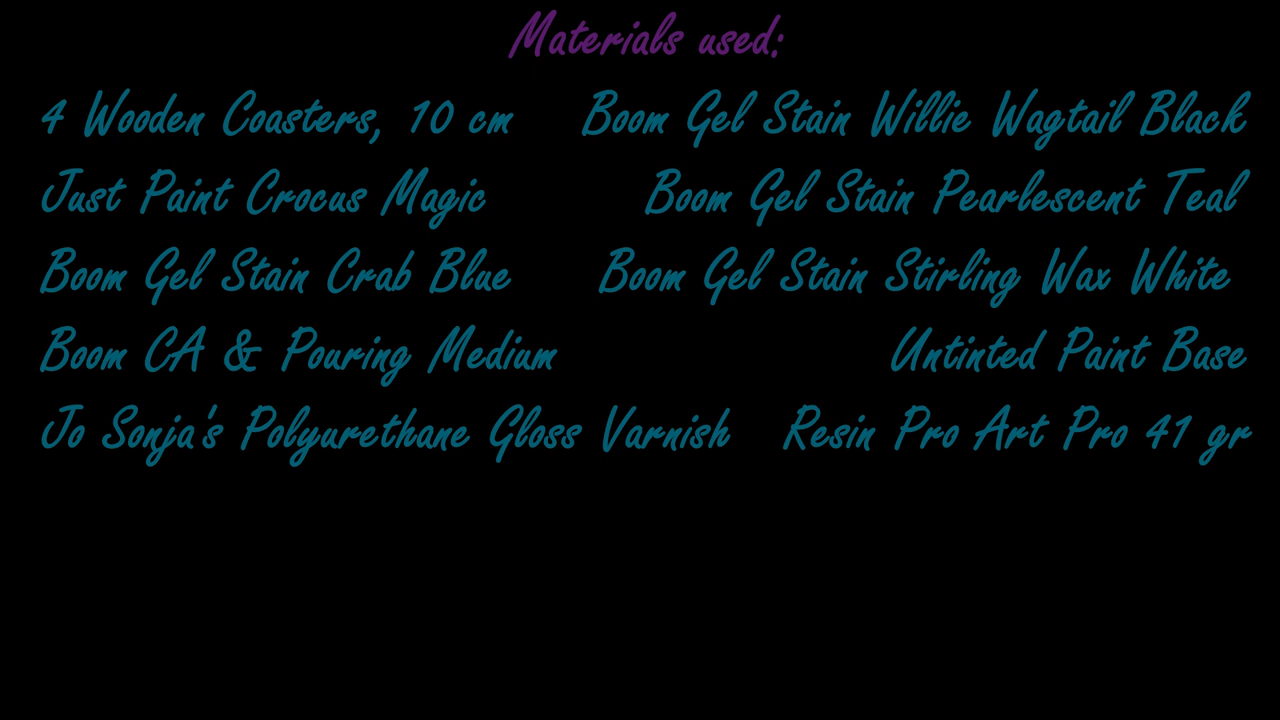 Materials used:
4 Wooden Coasters, 10 cm
Boom Gel Stain Willie Wagtail Black
Just Paint Crocus Magic
Boom Gel Stain Pearlescent Teal
Boom Gel Stain Crab Blue
Boom Gel Stain Stirling Wax White
Boom CA & Pouring Medium
Untinted Paint Base
Jo Sonja's Polyurethane Gloss Varnish
Resin Pro Art Pro 41 gr